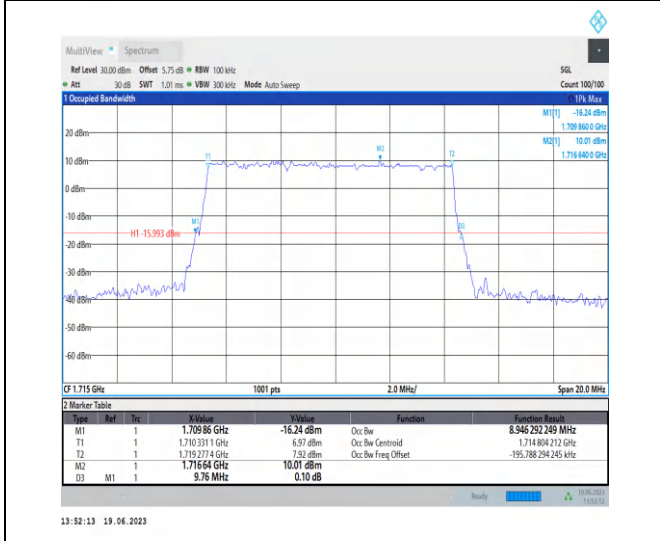 MultiView Spectrum
Ref Level 30.00 dBm Offset 5.75 dB RBW 100 kHz SGL
Att 30 dB SWT 1.01 ms VBW 300 kHz Mode Auto Sweep Count 100/100
1 Occupied Bandwidth 1Pk Max
M1[1] -16.24 dBm
1.709 860 0 GHz
M2[1] 10.01 dBm
1.716 640 0 GHz
20 dBm
M2
T1 T2
10 dBm
0 dBm
-10 dBm
M1
D3
H1 -15.993 dBm
-20 dBm
-30 dBm
-40 dBm
-50 dBm
-60 dBm
CF 1.715 GHz 1001 pts 2.0 MHz/ Span 20.0 MHz
2 Marker Table
Type Ref Trc X-Value Y-Value Function Function Result
M1 1 1.709 86 GHz -16.24 dBm Occ Bw 8.946 292 249 MHz
T1 1 1.710 331 1 GHz 6.97 dBm Occ Bw Centroid 1.714 804 212 GHz
T2 1 1.719 277 4 GHz 7.92 dBm Occ Bw Freq Offset -195.788 294 245 kHz
M2 1 1.716 64 GHz 10.01 dBm
D3 M1 1 9.76 MHz 0.10 dB
Ready 19.06.2023
13:52:12
13:52:13 19.06.2023